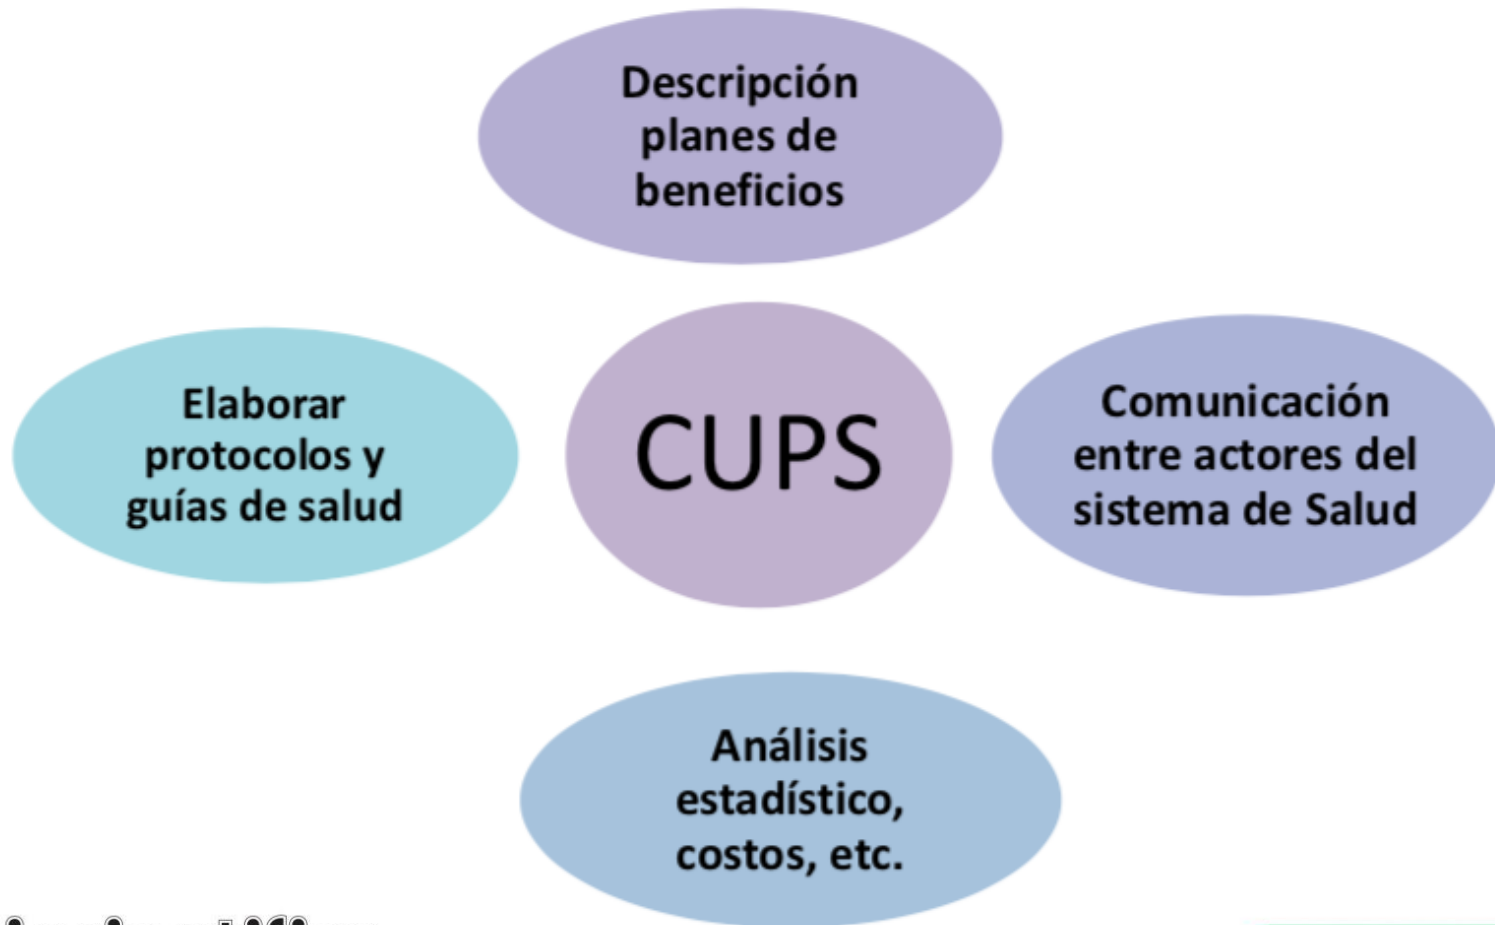 Descripción
planes de
beneficios
Elaborar
protocolos y
guías de salud
CUPS
Comunicación
entre actores del
sistema de Salud
Análisis
estadístico,
costos, etc.